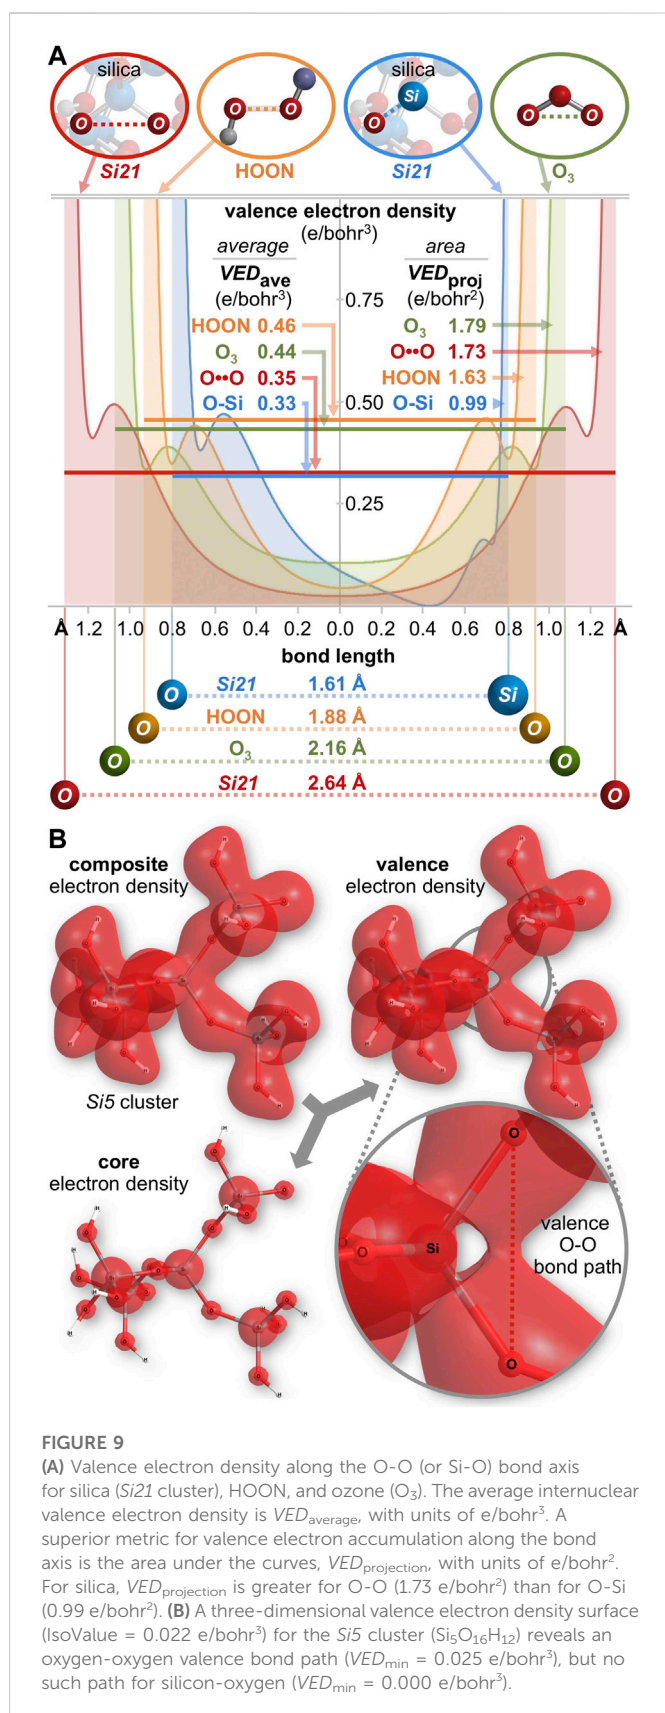 A
silica
silica
O O
O O
Si
O
O O
Si21
HOON
Si21
O3
valence electron density
(e/bohr3)
average
area
VEDave
VEDproj
(e/bohr3)
(e/bohr2)
0.75
HOON 0.46
O3 1.79
O3 0.44
O••O 1.73
O••O 0.35
HOON 1.63
O-Si 0.33
0.50
O-Si 0.99
0.25
Å 1.2 1.0 0.8 0.6 0.4 0.2 0.0 0.2 0.4 0.6 0.8 1.0 1.2 Å
bond length
O Si21 1.61 Å Si
O HOON 1.88 Å O
O O3 2.16 Å O
O Si21 2.64 Å O
B
composite
electron density
valence
electron density
Si5 cluster
core
electron density
O
valence
O-O
bond path
Si
O
O
O
FIGURE 9
(A) Valence electron density along the O-O (or Si-O) bond axis
for silica (Si21 cluster), HOON, and ozone (O3). The average internuclear
valence electron density is VEDaverage, with units of e/bohr3. A
superior metric for valence electron accumulation along the bond
axis is the area under the curves, VEDprojection, with units of e/bohr2.
For silica, VEDprojection is greater for O-O (1.73 e/bohr2) than for O-Si
(0.99 e/bohr2). (B) A three-dimensional valence electron density surface
(IsoValue = 0.022 e/bohr3) for the Si5 cluster (Si5O16H12) reveals an
oxygen-oxygen valence bond path (VEDmin = 0.025 e/bohr3), but no
such path for silicon-oxygen (VEDmin = 0.000 e/bohr3).